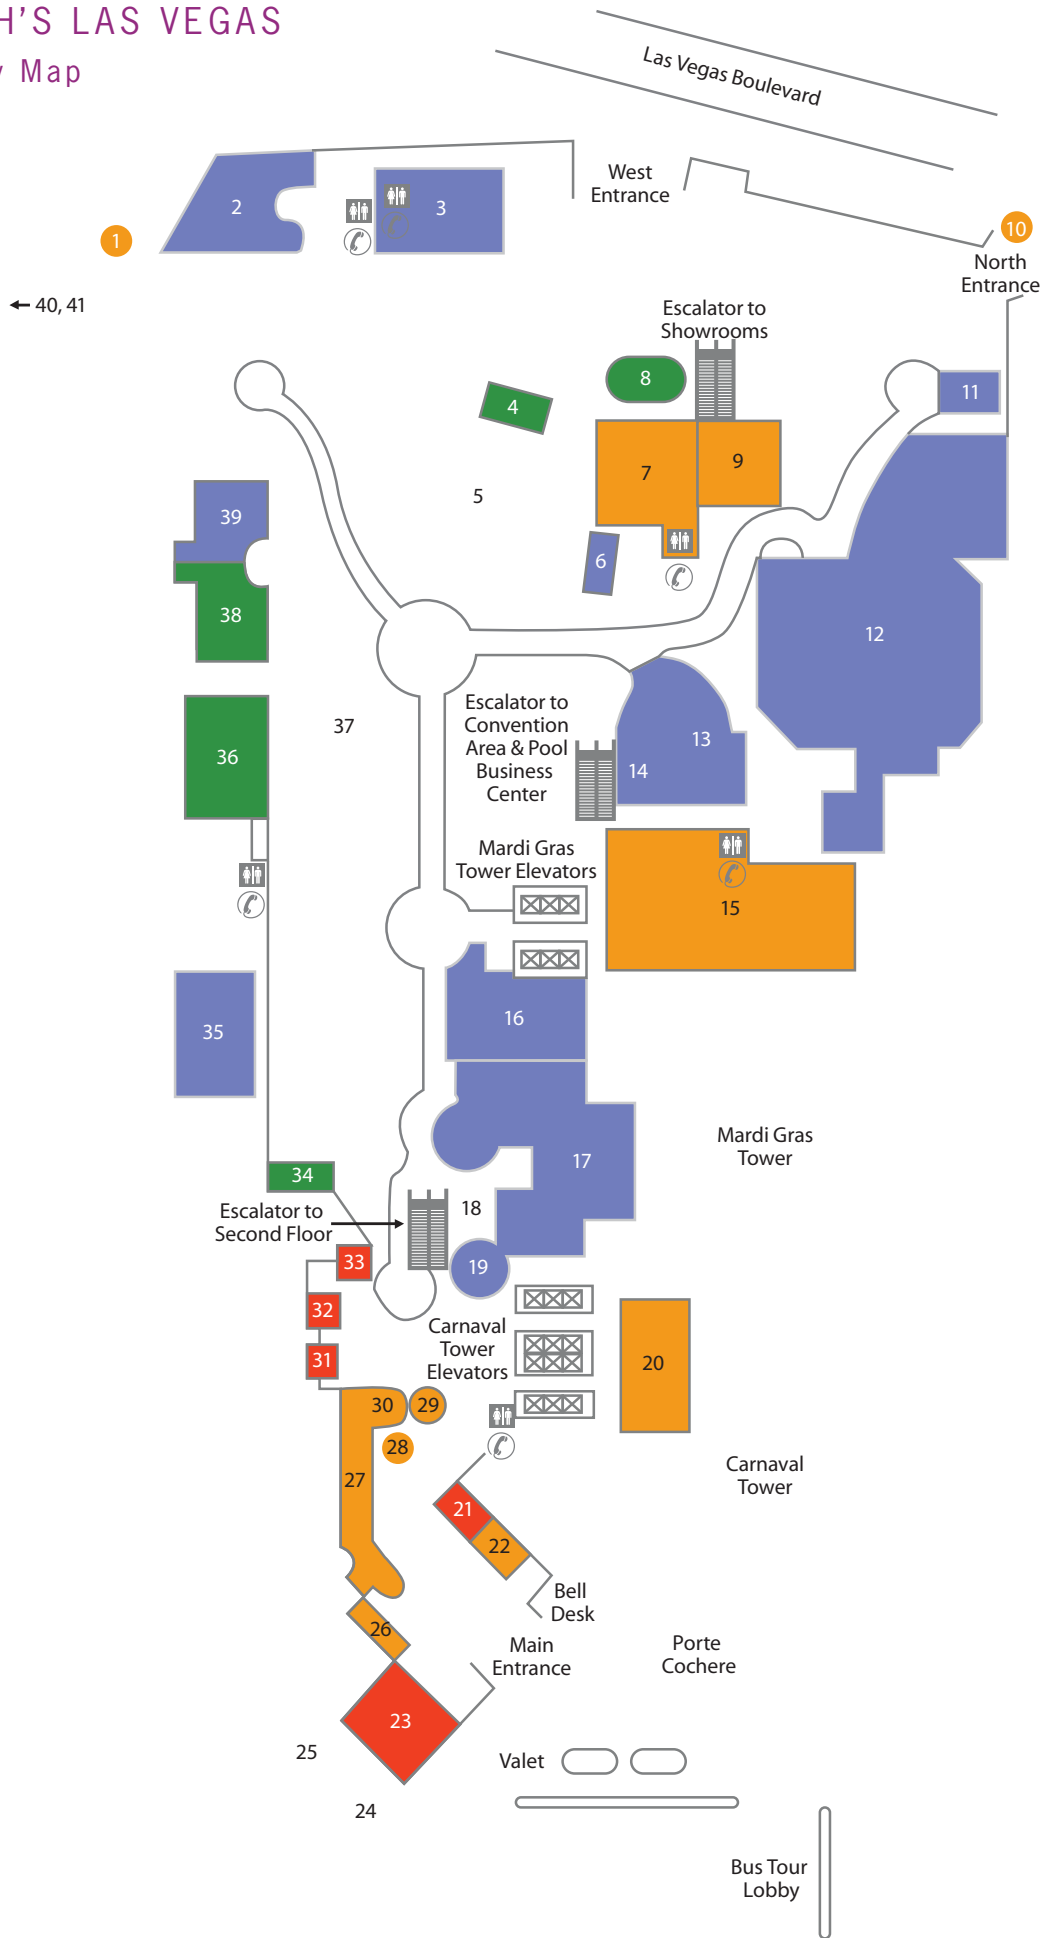 H'S LAS VEGAS
Map
Las Vegas Boulevard
West
Entrance
2
3
1
10
North
Entrance
40, 41
Escalator to
Showrooms
8
11
4
9
7
5
39
6
38
12
37
Escalator to
Convention
Area & Pool
Business
Center
13
14
36
Mardi Gras
Tower Elevators
15
16
35
Mardi Gras
Tower
17
34
18
Escalator to
Second Floor
33
19
32
Carnaval
Tower
Elevators
31
20
30
29
28
27
Carnaval
Tower
21
22
Bell
Desk
26
Main
Entrance
Porte
Cochere
23
25
Valet
24
Bus Tour
Lobby